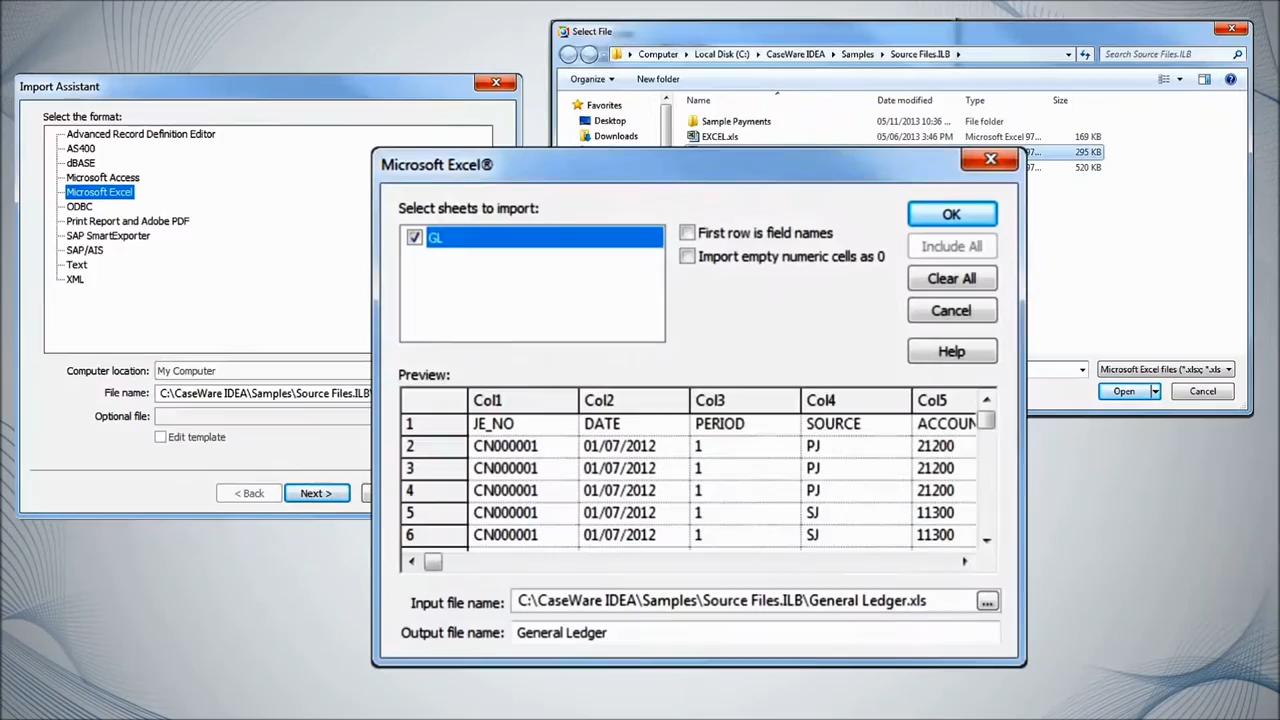 Import Assistant
Select the format:
Advanced Record Definition Editor
AS400
dBASE
Microsoft Access
Microsoft Excel
ODBC
Print Report and Adobe PDF
SAP SmartExporter
SAP/AIS
Text
XML
Computer location: My Computer
File name: C:\CaseWare IDEA\Samples\Source Files.ILB\
Optional file:
Edit template
< Back Next >
Select File
Computer Local Disk (C:) CaseWare IDEA Samples Source Files.ILB Search Source Files.ILB
Organize New folder
Favorites
Desktop
Downloads
Name Date modified Type Size
Sample Payments 05/11/2013 10:36 ... File folder
EXCEL.xls 05/06/2013 3:46 PM Microsoft Excel 97... 169 KB
7... 295 KB
7... 520 KB
Microsoft Excel files (*.xlsx; *.xls
Open Cancel
Microsoft Excel®
Select sheets to import:
GL
First row is field names
Import empty numeric cells as 0
OK
Include All
Clear All
Cancel
Help
Preview:
Col1 Col2 Col3 Col4 Col5
1 JE_NO DATE PERIOD SOURCE ACCOUN
2 CN000001 01/07/2012 1 PJ 21200
3 CN000001 01/07/2012 1 PJ 21200
4 CN000001 01/07/2012 1 PJ 21200
5 CN000001 01/07/2012 1 SJ 11300
6 CN000001 01/07/2012 1 SJ 11300
Input file name: C:\CaseWare IDEA\Samples\Source Files.ILB\General Ledger.xls ...
Output file name: General Ledger